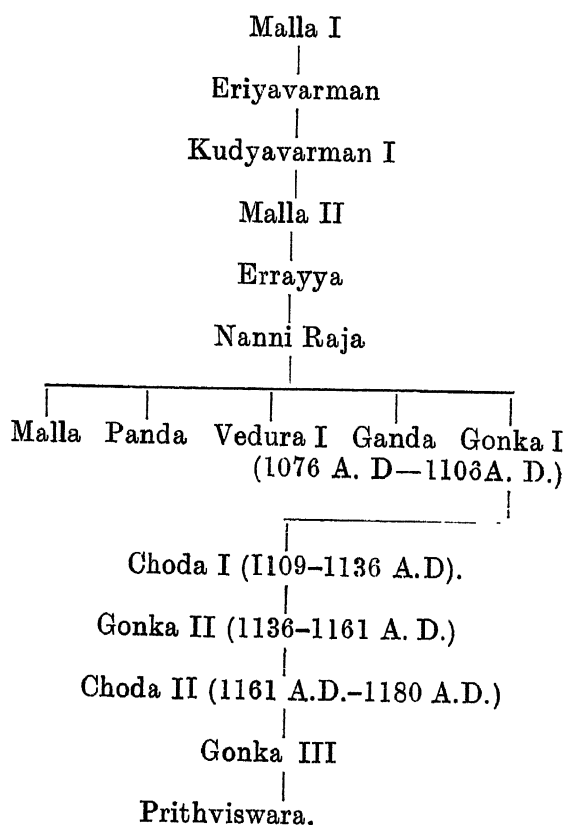 Malla I
Eriyavarman
Kudyavarman I
Malla II
Errayya
Nanni Raja
Malla Panda Vedura I Ganda Gonka I
(1076 A. D—1108A. D.)
Choda I (I109–1136 A.D).
Gonka II (1136–1161 A. D.)
Choda II (1161 A.D.–1180 A.D.)
Gonka III
Prithviswara.